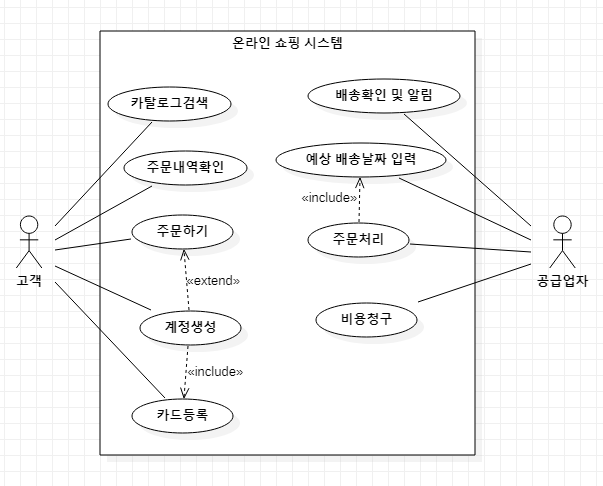 온라인 쇼핑 시스템
카탈로그검색
배송확인 및 알림
주문내역확인
예상 배송날짜 입력
«include»
주문하기
주문처리
고객
공급업자
«extend»
계정생성
비용청구
«include»
카드등록